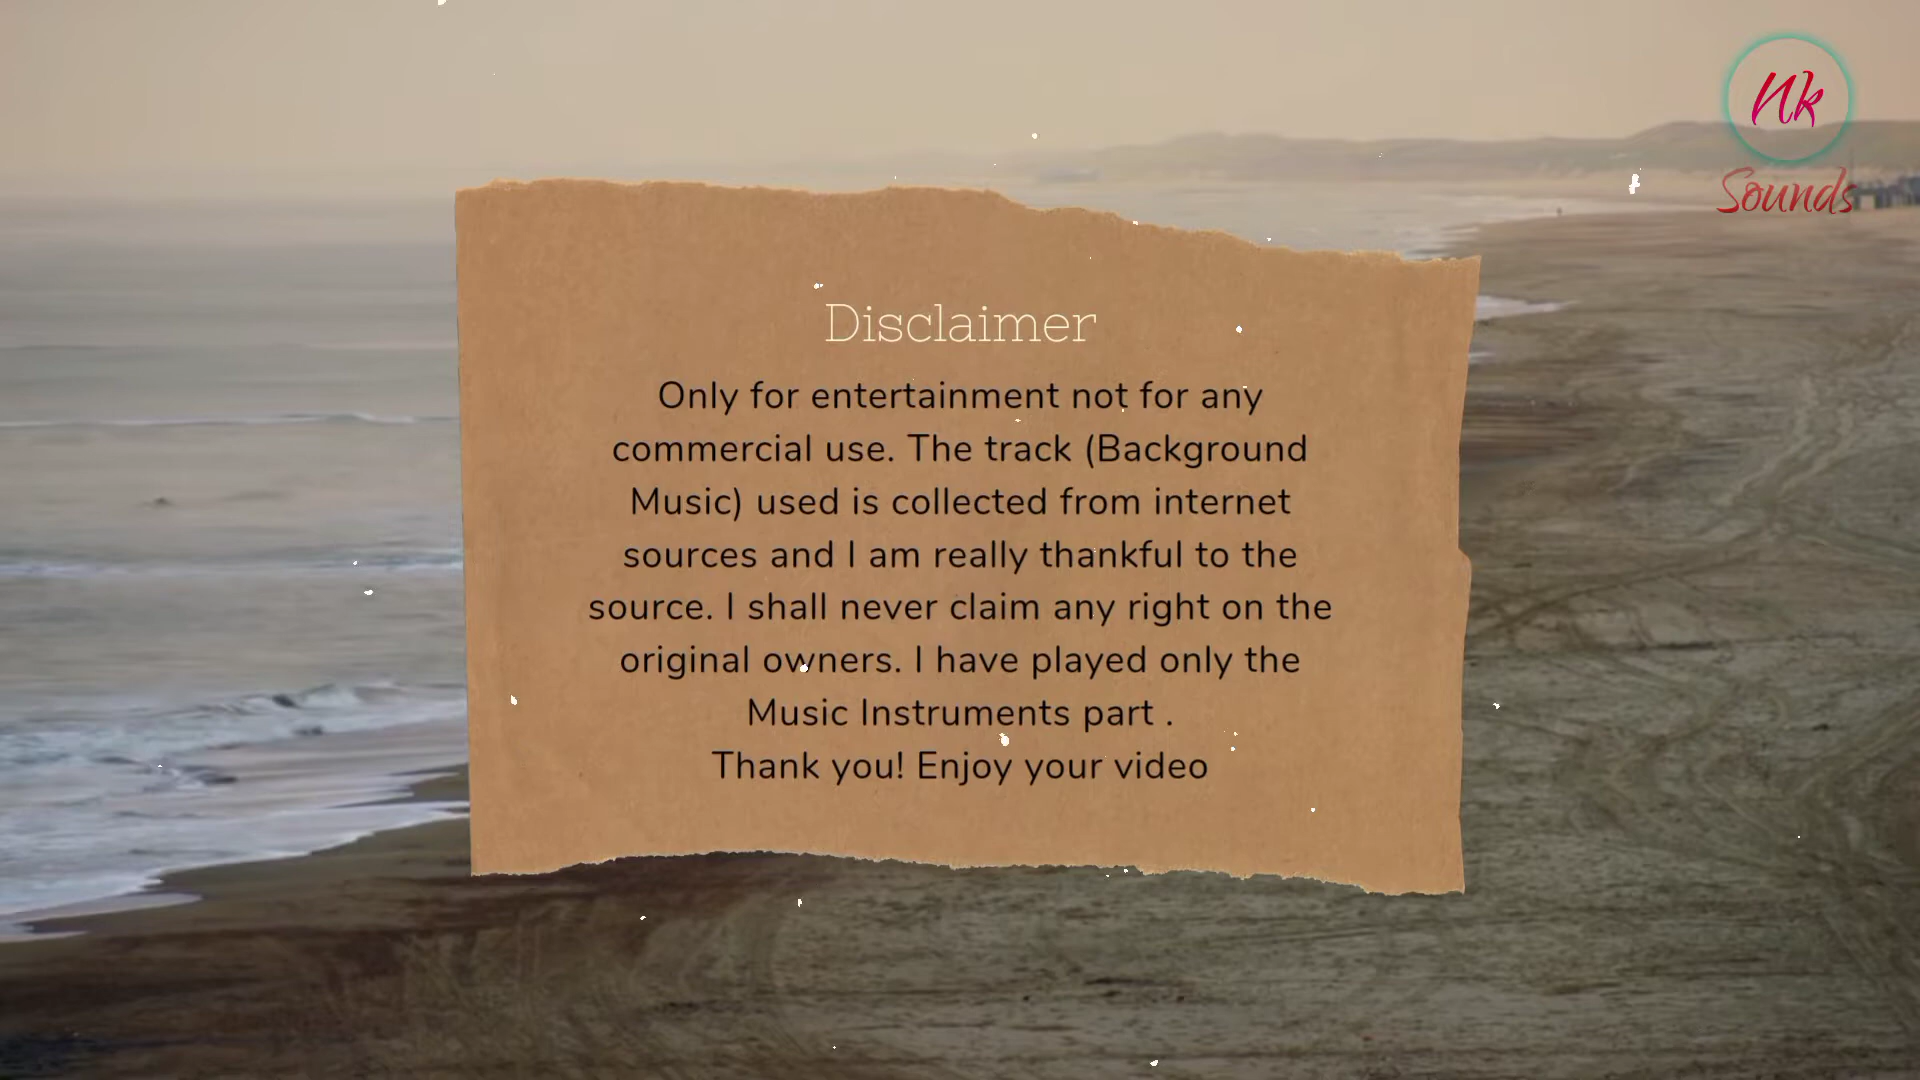 Nk
Sounds
Disclaimer
Only for entertainment not for any
commercial use. The track (Background
Music) used is collected from internet
sources and I am really thankful to the
source. I shall never claim any right on the
original owners. I have played only the
Music Instruments part .
Thank you! Enjoy your video